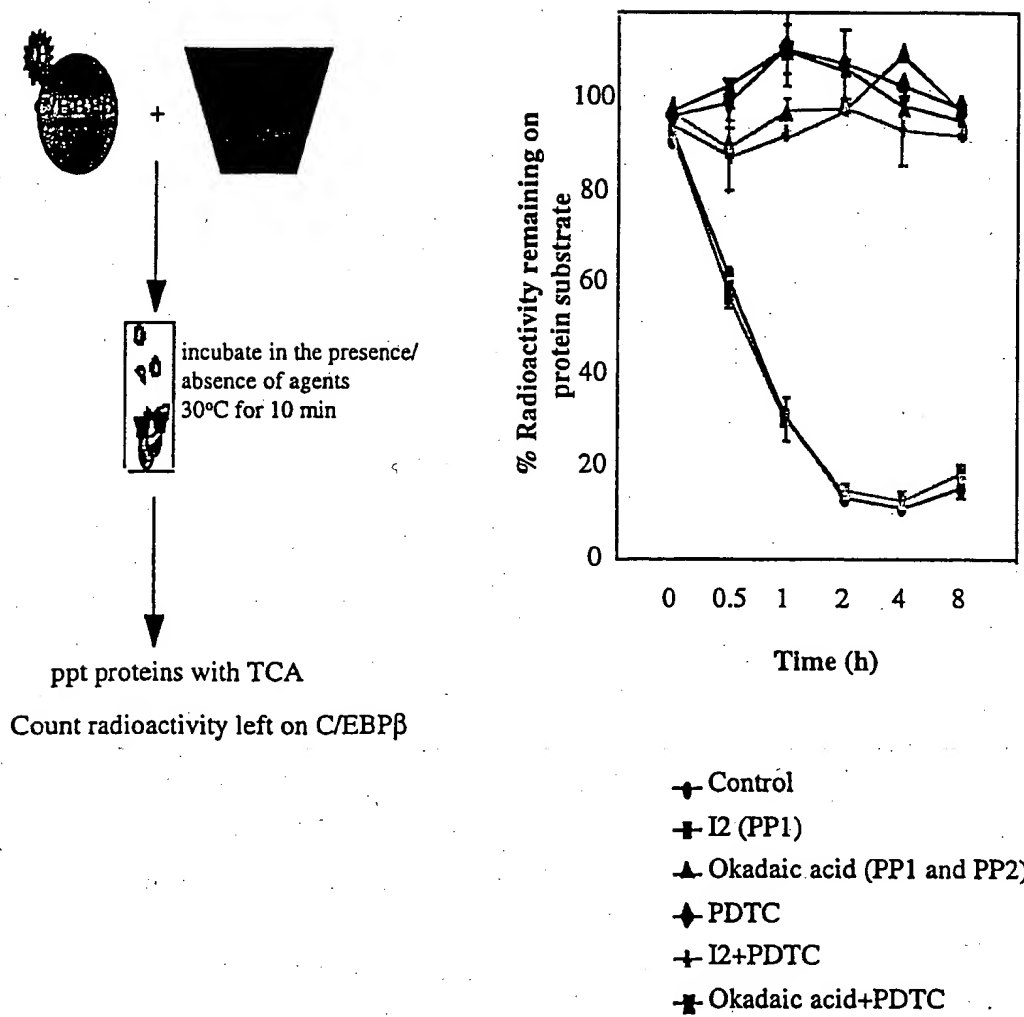 C/EBPβ
+
incubate in the presence/
absence of agents
30°C for 10 min
ppt proteins with TCA
Count radioactivity left on C/EBPβ
% Radioactivity remaining on
protein substrate
100
80
60
40
20
0
0 0.5 1 2 4 8
Time (h)
Control
I2 (PP1)
Okadaic acid (PP1 and PP2)
PDTC
I2+PDTC
Okadaic acid+PDTC